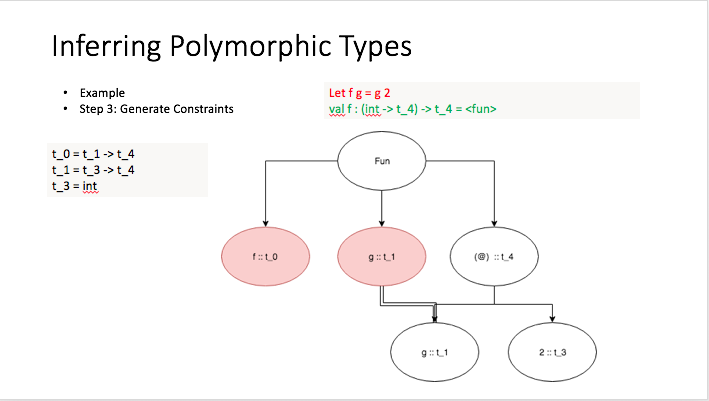 Inferring Polymorphic Types
• Example
• Step 3: Generate Constraints
Let f g = g 2
val f : (int -> t_4) -> t_4 = <fun>
t_0 = t_1 -> t_4
t_1 = t_3 -> t_4
t_3 = int
Fun
f :: t_0
g :: t_1
(@) :: t_4
g :: t_1
2 :: t_3